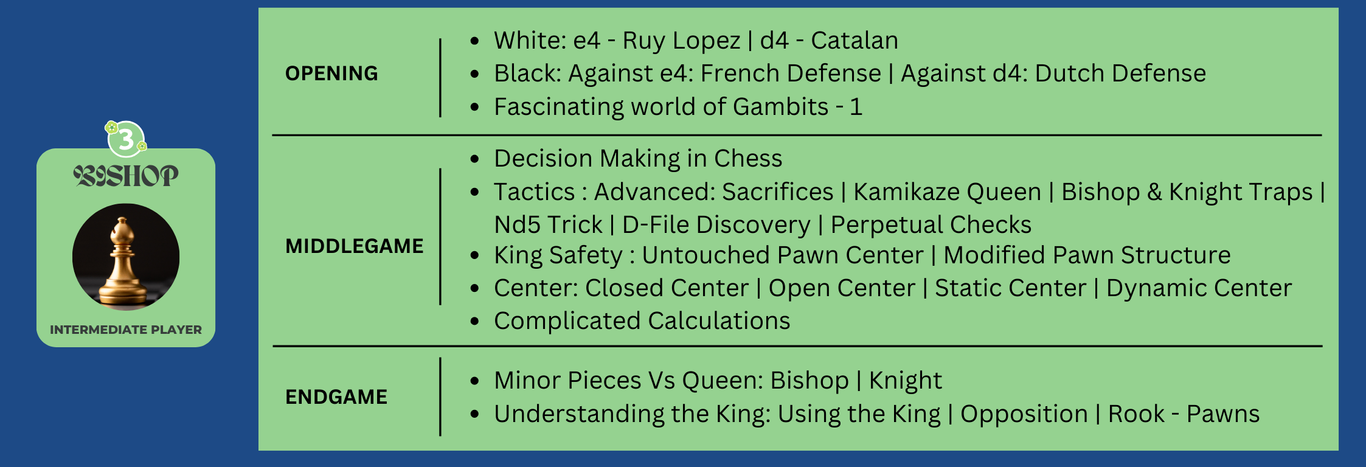 3
BISHOP
INTERMEDIATE PLAYER
OPENING
• White: e4 - Ruy Lopez | d4 - Catalan
• Black: Against e4: French Defense | Against d4: Dutch Defense
• Fascinating world of Gambits - 1
MIDDLEGAME
• Decision Making in Chess
• Tactics : Advanced: Sacrifices | Kamikaze Queen | Bishop & Knight Traps |
Nd5 Trick | D-File Discovery | Perpetual Checks
• King Safety : Untouched Pawn Center | Modified Pawn Structure
• Center: Closed Center | Open Center | Static Center | Dynamic Center
• Complicated Calculations
ENDGAME
• Minor Pieces Vs Queen: Bishop | Knight
• Understanding the King: Using the King | Opposition | Rook - Pawns